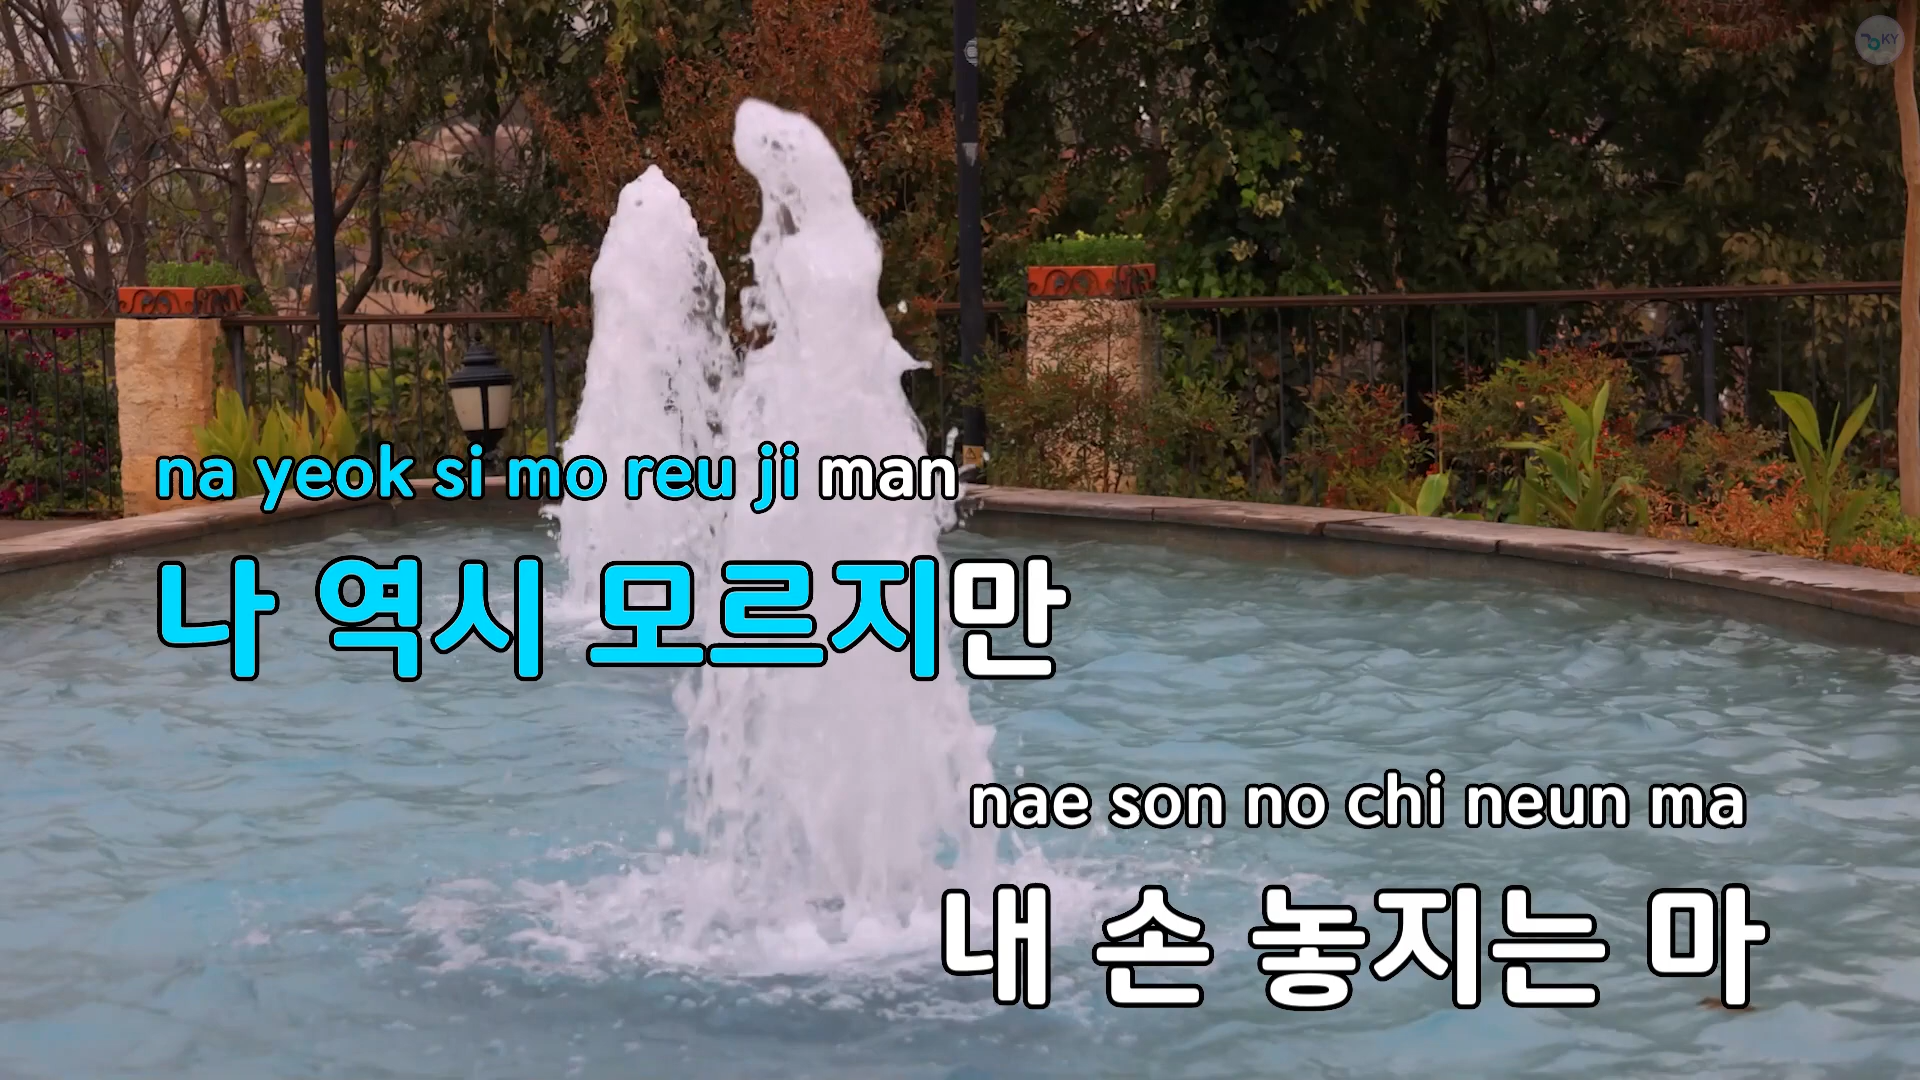 KY
na yeok si mo reu ji man
나 역시 모르지만
nae son no chi neun ma
내 손 놓지는 마